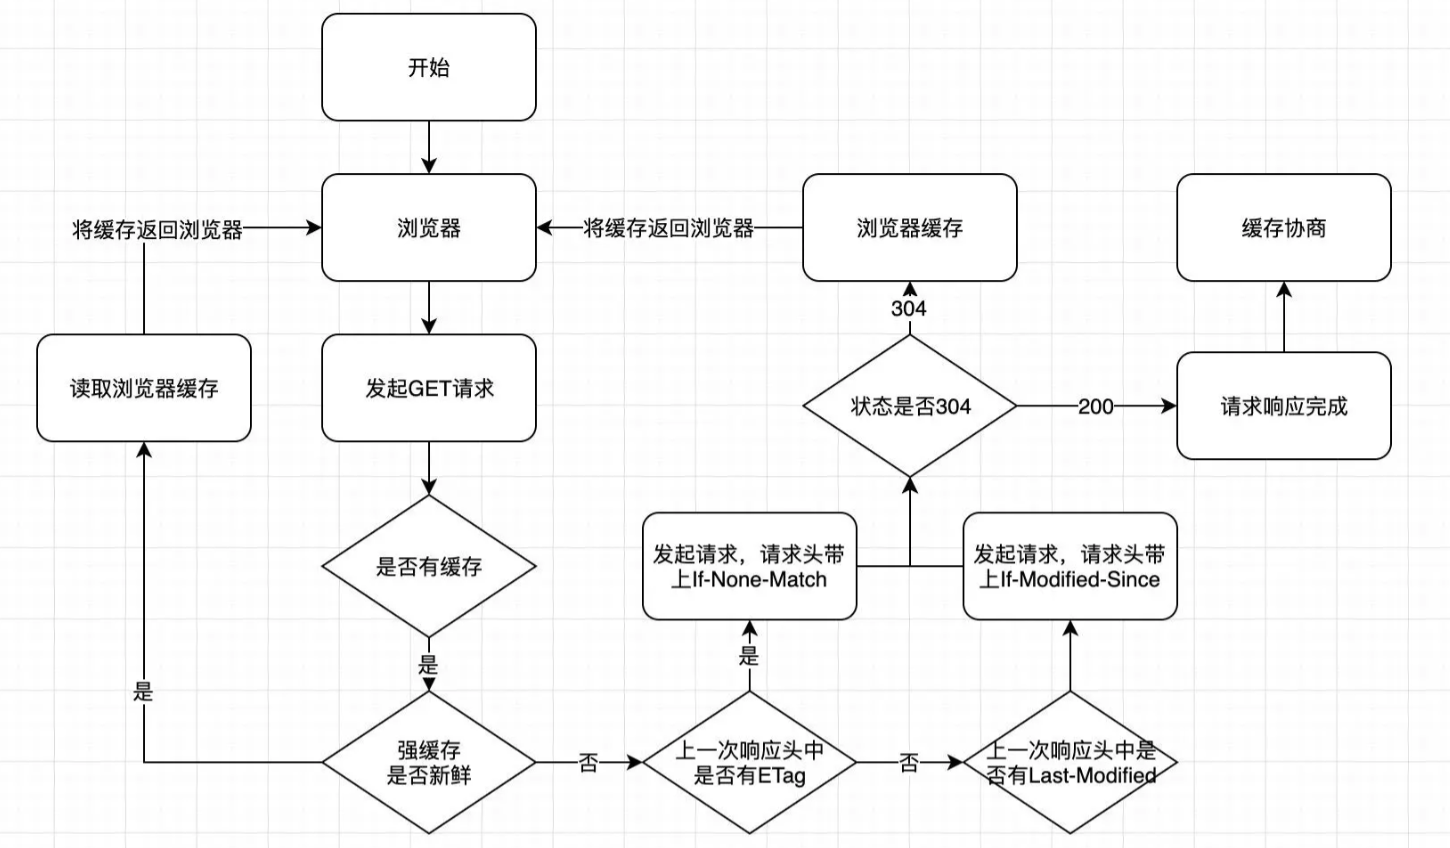 开始
将缓存返回浏览器
浏览器
将缓存返回浏览器
浏览器缓存
缓存协商
304
读取浏览器缓存
发起GET请求
状态是否304
200
请求响应完成
是否有缓存
发起请求，请求头带
上If-None-Match
发起请求，请求头带
上If-Modified-Since
是
是
是
强缓存
是否新鲜
否
上一次响应头中
是否有ETag
否
上一次响应头中是
否有Last-Modified